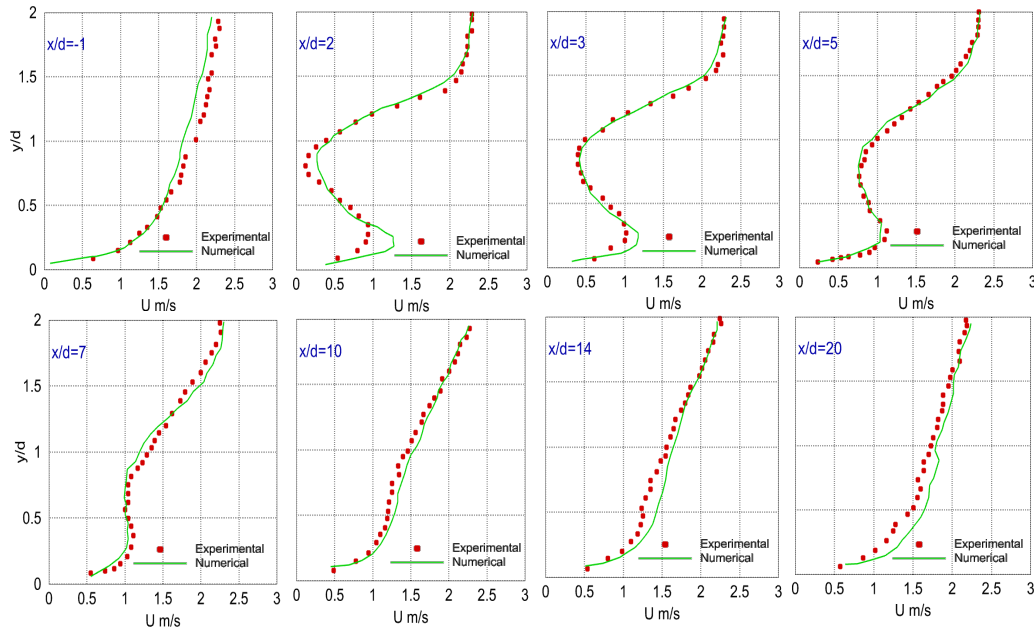 2
1.5
1
0.5
0
y/d
x/d=-1
Experimental
Numerical
0 0.5 1 1.5 2 2.5 3
U m/s
x/d=2
Experimental
Numerical
0 0.5 1 1.5 2 2.5 3
U m/s
x/d=3
Experimental
Numerical
0 0.5 1 1.5 2 2.5 3
U m/s
x/d=5
Experimental
Numerical
0 0.5 1 1.5 2 2.5 3
U m/s
2
1.5
1
0.5
0
y/d
x/d=7
Experimental
Numerical
0 0.5 1 1.5 2 2.5 3
U m/s
x/d=10
Experimental
Numerical
0 0.5 1 1.5 2 2.5 3
U m/s
x/d=14
Experimental
Numerical
0 0.5 1 1.5 2 2.5 3
U m/s
x/d=20
Experimental
Numerical
0 0.5 1 1.5 2 2.5 3
U m/s